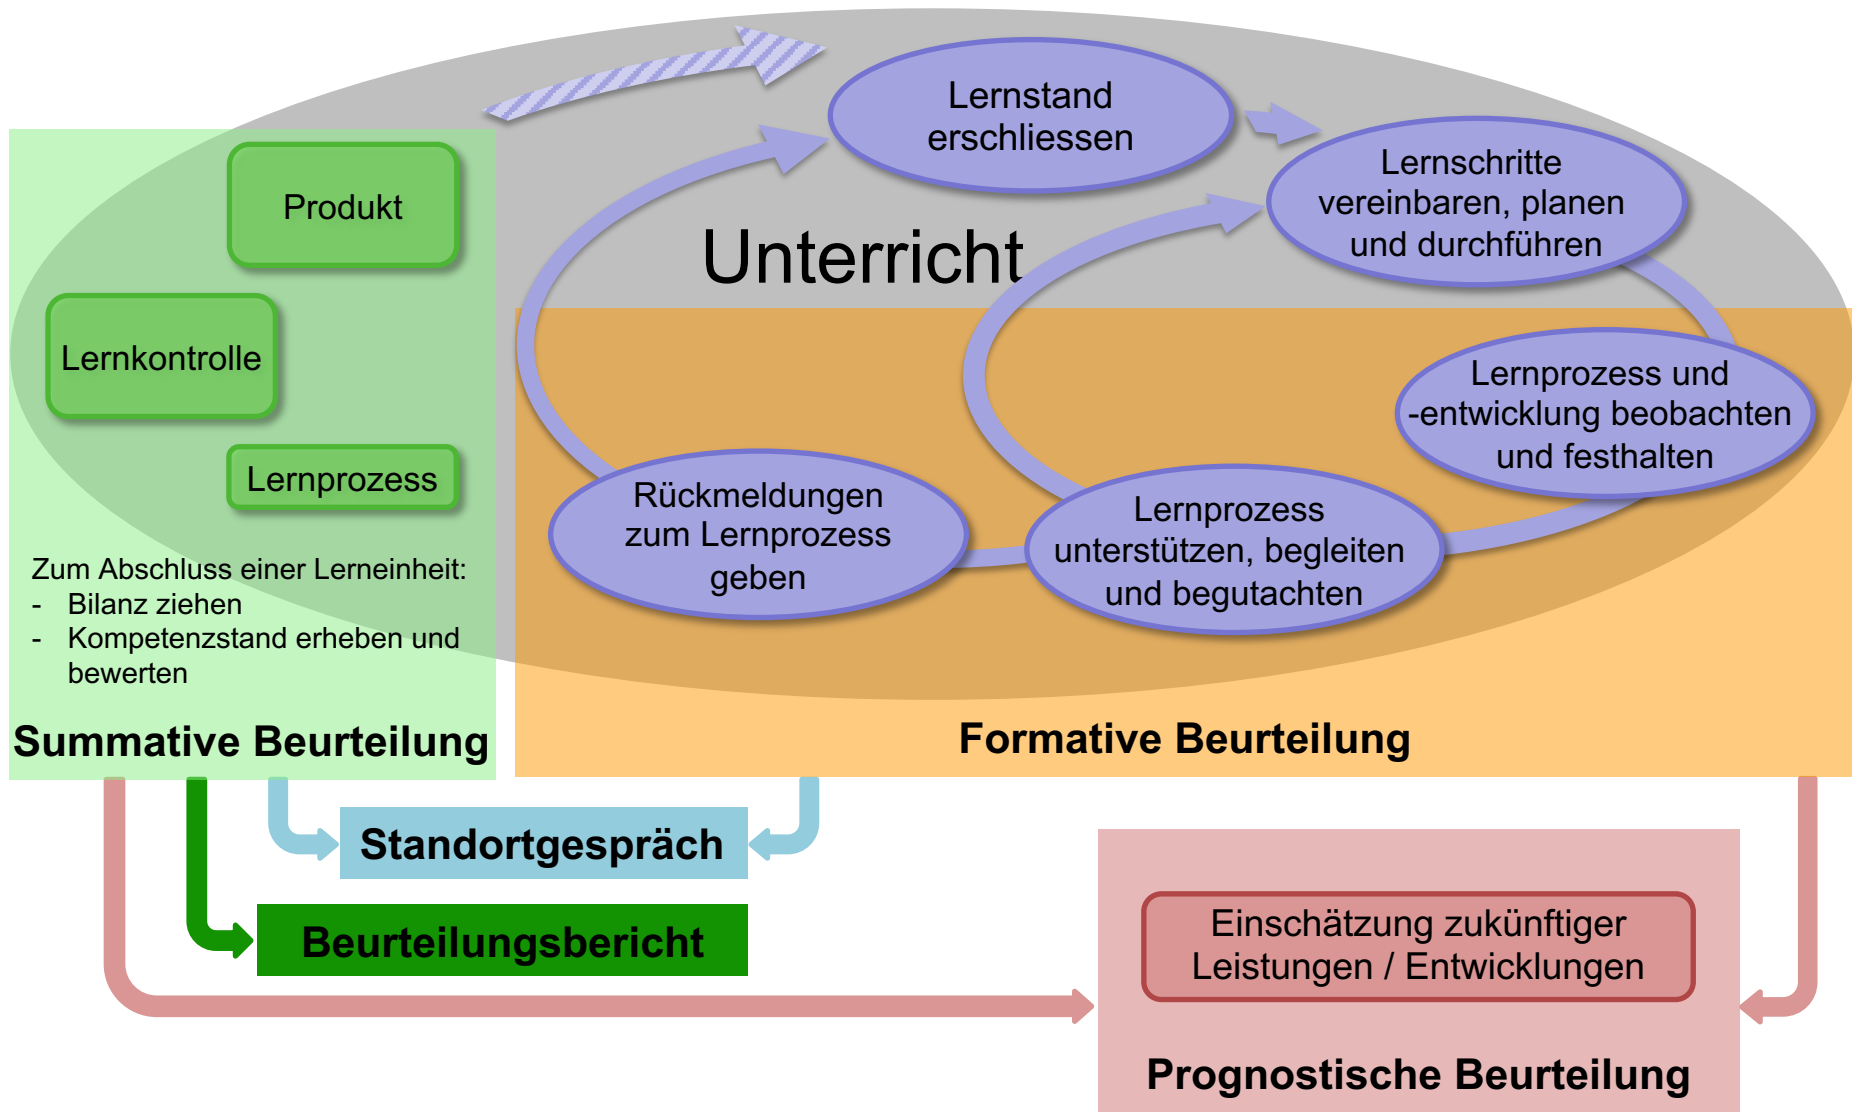 Lernstand
erschliessen
Lernschritte
vereinbaren, planen
und durchführen
Produkt
Unterricht
Lernkontrolle
Lernprozess und
-entwicklung beobachten
und festhalten
Lernprozess
Rückmeldungen
zum Lernprozess
geben
Lernprozess
unterstützen, begleiten
und begutachten
Zum Abschluss einer Lerneinheit:
- Bilanz ziehen
- Kompetenzstand erheben und
bewerten
Summative Beurteilung
Formative Beurteilung
Standortgespräch
Beurteilungsbericht
Einschätzung zukünftiger
Leistungen / Entwicklungen
Prognostische Beurteilung